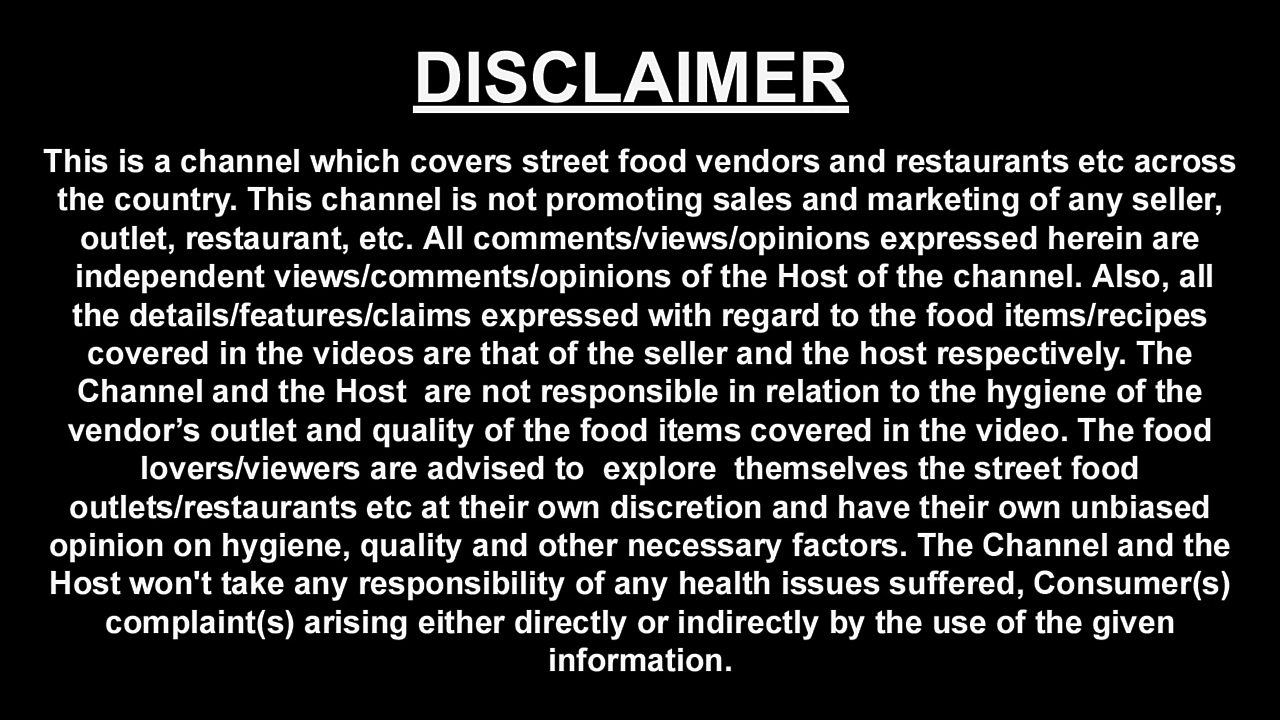 DISCLAIMER
This is a channel which covers street food vendors and restaurants etc across
the country. This channel is not promoting sales and marketing of any seller,
outlet, restaurant, etc. All comments/views/opinions expressed herein are
independent views/comments/opinions of the Host of the channel. Also, all
the details/features/claims expressed with regard to the food items/recipes
covered in the videos are that of the seller and the host respectively. The
Channel and the Host  are not responsible in relation to the hygiene of the
vendor’s outlet and quality of the food items covered in the video. The food
lovers/viewers are advised to  explore  themselves the street food
outlets/restaurants etc at their own discretion and have their own unbiased
opinion on hygiene, quality and other necessary factors. The Channel and the
Host won't take any responsibility of any health issues suffered, Consumer(s)
complaint(s) arising either directly or indirectly by the use of the given
information.